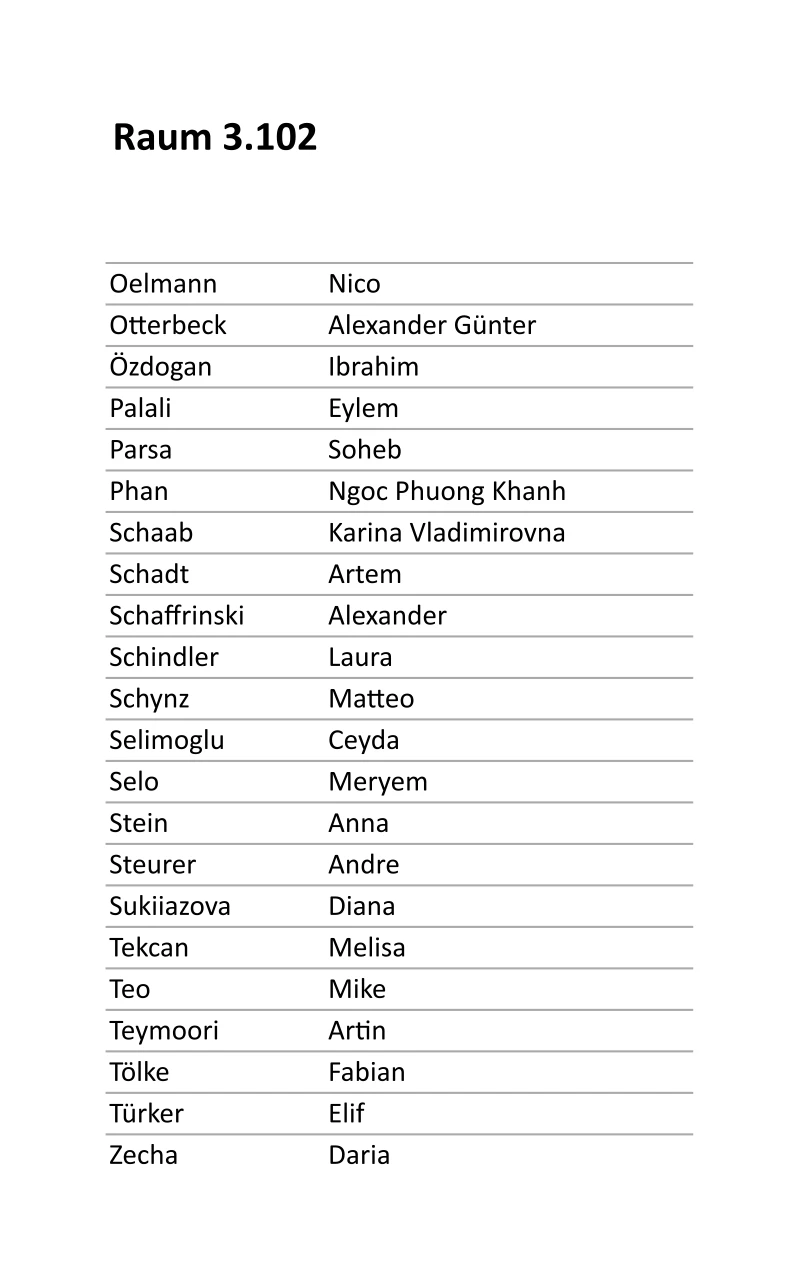 Raum 3.102
Oelmann Nico
Otterbeck Alexander Günter
Özdogan Ibrahim
Palali Eylem
Parsa Soheb
Phan Ngoc Phuong Khanh
Schaab Karina Vladimirovna
Schadt Artem
Schaffrinski Alexander
Schindler Laura
Schynz Matteo
Selimoglu Ceyda
Selo Meryem
Stein Anna
Steurer Andre
Sukiiazova Diana
Tekcan Melisa
Teo Mike
Teymoori Artin
Tölke Fabian
Türker Elif
Zecha Daria